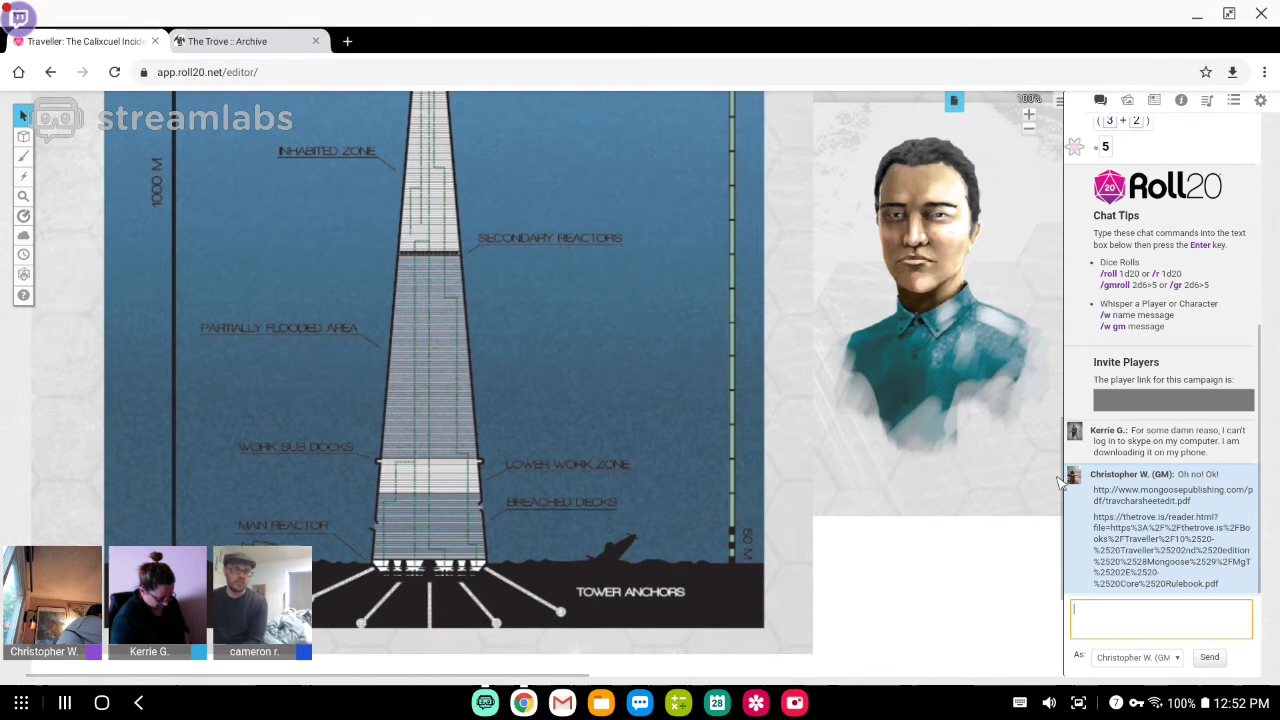 Traveller: The Calixcuel Incide
The Trove :: Archive
app.roll20.net/editor/
streamlabs
100%
INHABITED ZONE
1000 M
SECONDARY REACTORS
PARTIALLY FLOODED AREA
WORK SUB DOCKS
LOWER WORK ZONE
BREACHED DECKS
MAIN REACTOR
50 M
TOWER ANCHORS
Christopher W.
Kerrie G.
cameron r.
( 3 + 2 )
= 5
20
Roll20
Chat Tips
Type these chat commands into the text
box below then press the Enter key.
Dice Rolls
/roll 1d20 or /r 1d20
/gmroll 2d6>5 or /gr 2d6>5
Whisper a Player or Character
/w name message
/w gm message
Invite Players
The player link for this campaign is:
Kerrie G.: For some damn reaso, I can't
log in to skype on my computer. I am
downloading it on my phone.
Christopher W. (GM): Oh no! Ok!
http://www.mongoosepublishing.com/p
df/travcharsheetedit.pdf
https://thetrove.is/reader.html?
file=https%3A%2F%2Fthetrove.is%2FBo
oks%2FTraveller%2F10%2520-
%2520Traveller%25202nd%2520edition
%2520%2528Mongoose%2529%2FMgT
%25202E%2520-
%2520Core%2520Rulebook.pdf
As:
Christopher W. (GM
Send
28
7
100%
12:52 PM